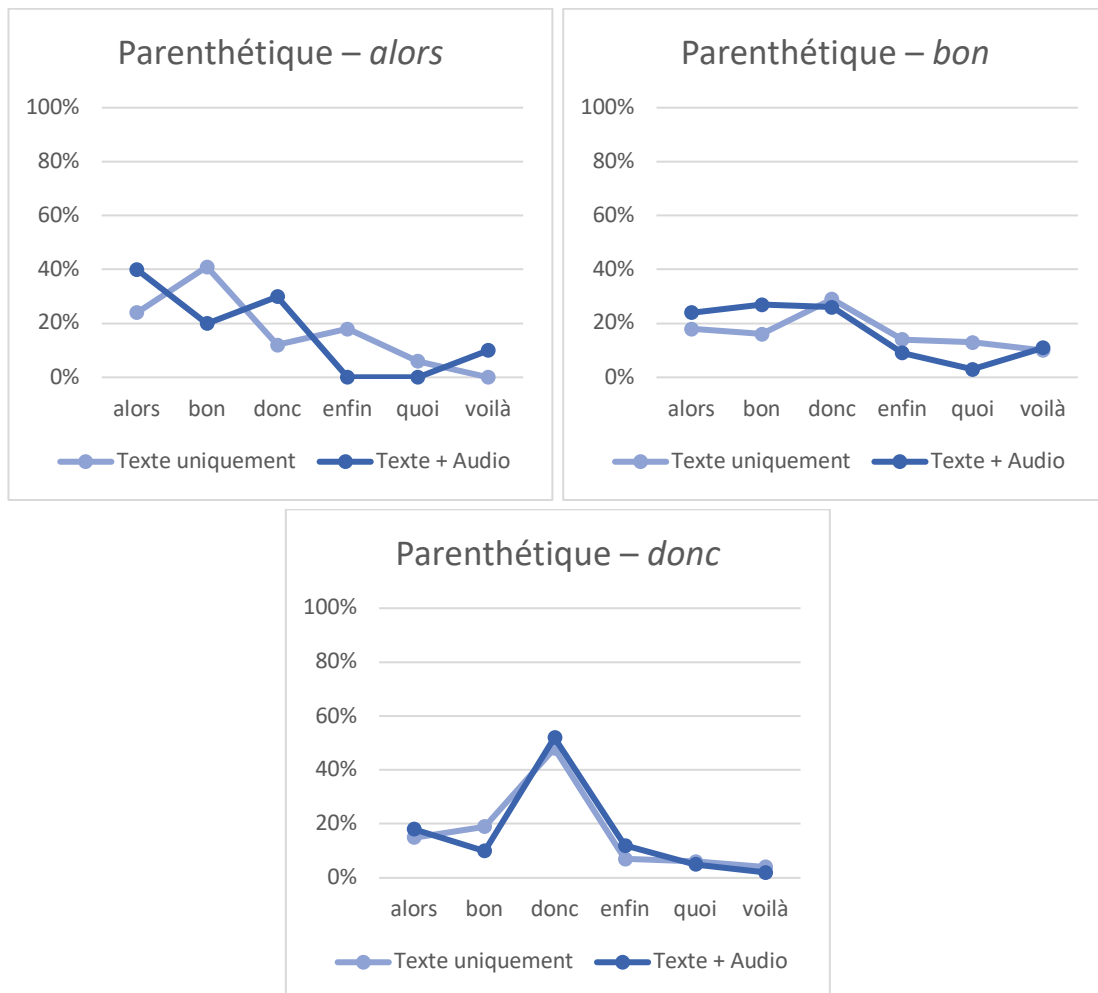 Parenthétique – alors
100%
80%
60%
40%
20%
0%
alors bon donc enfin quoi voilà
Texte uniquement Texte + Audio
Parenthétique – bon
100%
80%
60%
40%
20%
0%
alors bon donc enfin quoi voilà
Texte uniquement Texte + Audio
Parenthétique – donc
100%
80%
60%
40%
20%
0%
alors bon donc enfin quoi voilà
Texte uniquement Texte + Audio